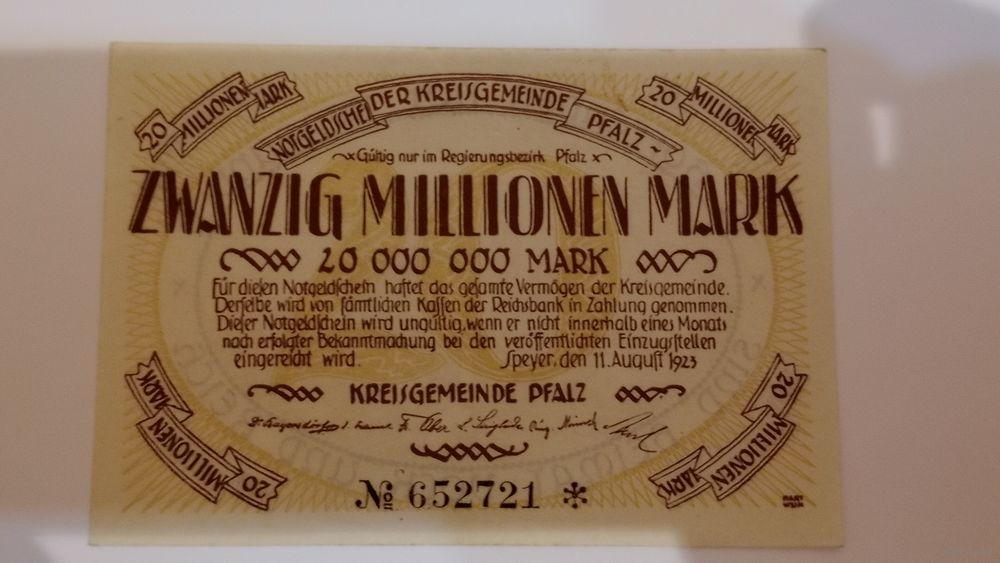 20 MILLIONEN MARK
NOTGELDSCHEIN DER KREISGEMEINDE PFALZ ~
20 MILLIONEN MARK
Gültig nur im Regierungsbezirk Pfalz
ZWANZIG MILLIONEN MARK
20 000 000 MARK
Für dieſen Notgeldſchein haftet das geſamte Vermögen der Kreisgemeinde.
Derſelbe wird von ſämtlichen Kaſſen der Reichsbank in Zahlung genommen.
Dieſer Notgeldſchein wird ungültig, wenn er nicht innerhalb eines Monats
nach erfolgter Bekanntmachung bei den veröffentlichten Einzugſtellen
eingereicht wird. Speyer, den 11. Auguſt 1923
KREISGEMEINDE PFALZ
20 MILLIONEN MARK
20 MILLIONEN MARK
№ 652721 *